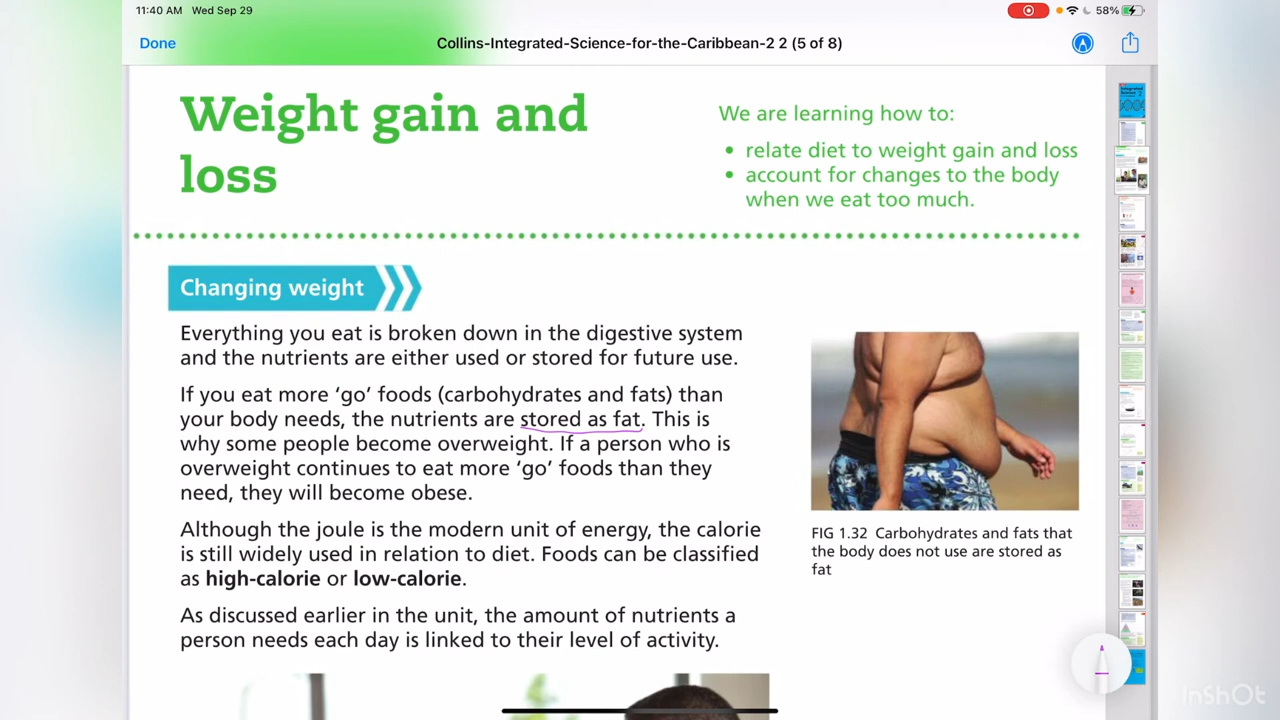 11:40 AM Wed Sep 29
58%
Done
Collins-Integrated-Science-for-the-Caribbean-2 2 (5 of 8)
Weight gain and
loss
We are learning how to:
• relate diet to weight gain and loss
• account for changes to the body
when we eat too much.
Changing weight
Everything you eat is broken down in the digestive system
and the nutrients are either used or stored for future use.
If you eat more ‘go’ foods (carbohydrates and fats) than
your body needs, the nutrients are stored as fat. This is
why some people become overweight. If a person who is
overweight continues to eat more ‘go’ foods than they
need, they will become obese.
Although the joule is the modern unit of energy, the calorie
is still widely used in relation to diet. Foods can be classified
as high-calorie or low-calorie.
As discussed earlier in the unit, the amount of nutrients a
person needs each day is linked to their level of activity.
FIG 1.32 Carbohydrates and fats that
the body does not use are stored as
fat
InShOt